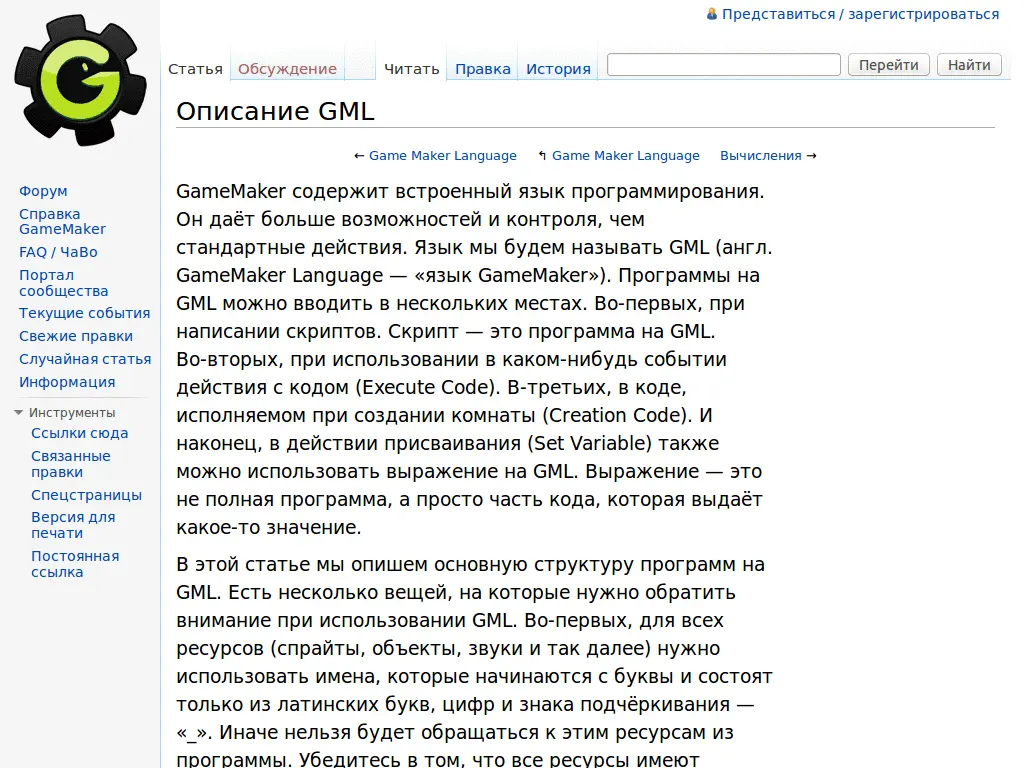 Представиться / зарегистрироваться
Статья Обсуждение Читать Правка История Перейти Найти
Описание GML
← Game Maker Language ↰ Game Maker Language Вычисления →
Форум
Справка
GameMaker
FAQ / ЧаВо
Портал
сообщества
Текущие события
Свежие правки
Случайная статья
Информация
Инструменты
Ссылки сюда
Связанные
правки
Спецстраницы
Версия для
печати
Постоянная
ссылка
GameMaker содержит встроенный язык программирования.
Он даёт больше возможностей и контроля, чем
стандартные действия. Язык мы будем называть GML (англ.
GameMaker Language — «язык GameMaker»). Программы на
GML можно вводить в нескольких местах. Во-первых, при
написании скриптов. Скрипт — это программа на GML.
Во-вторых, при использовании в каком-нибудь событии
действия с кодом (Execute Code). В-третьих, в коде,
исполняемом при создании комнаты (Creation Code). И
наконец, в действии присваивания (Set Variable) также
можно использовать выражение на GML. Выражение — это
не полная программа, а просто часть кода, которая выдаёт
какое-то значение.
В этой статье мы опишем основную структуру программ на
GML. Есть несколько вещей, на которые нужно обратить
внимание при использовании GML. Во-первых, для всех
ресурсов (спрайты, объекты, звуки и так далее) нужно
использовать имена, которые начинаются с буквы и состоят
только из латинских букв, цифр и знака подчёркивания —
«_». Иначе нельзя будет обращаться к этим ресурсам из
программы. Убедитесь в том, что все ресурсы имеют